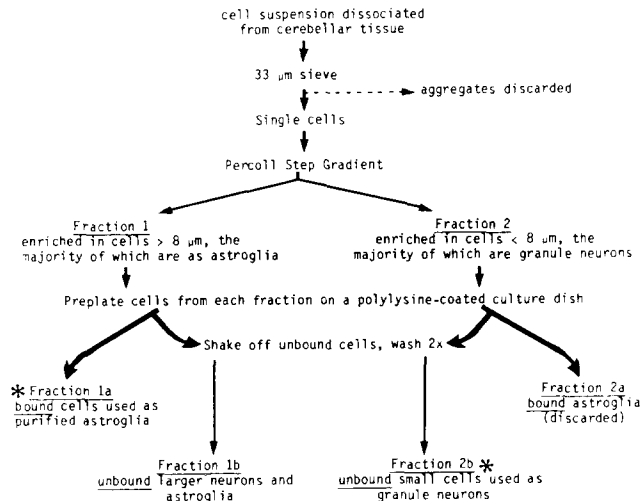 cell suspension dissociated
from cerebellar tissue
33 µm sieve
aggregates discarded
Single cells
Percoll Step Gradient
Fraction 1
enriched in cells > 8 µm, the
majority of which are as astroglia
Fraction 2
enriched in cells < 8 µm, the
majority of which are granule neurons
Preplate cells from each fraction on a polylysine-coated culture dish
Shake off unbound cells, wash 2x
* Fraction 1a
bound cells used as
purified astroglia
Fraction 2a
bound astroglia
(discarded)
Fraction 1b
unbound larger neurons and
astroglia
Fraction 2b *
unbound small cells used as
granule neurons